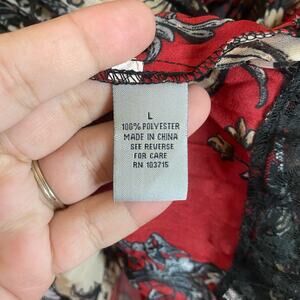 L
100% POLYESTER
MADE IN CHINA
SEE REVERSE
FOR CARE
RN 103715